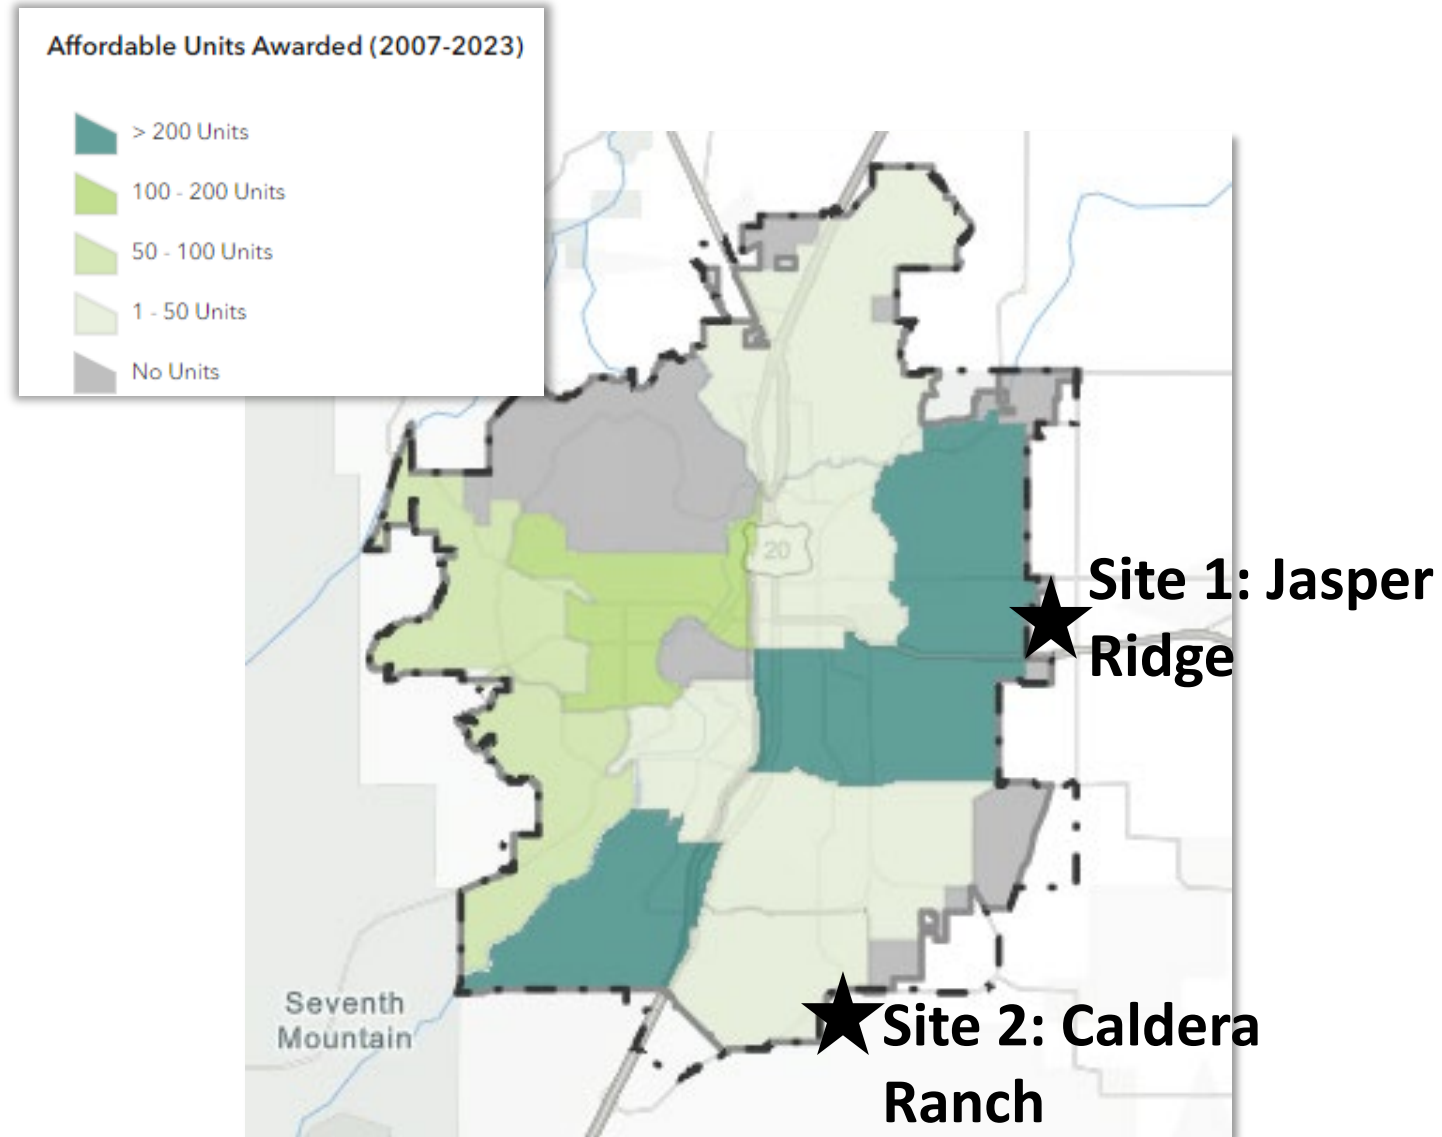 Affordable Units Awarded (2007-2023)
> 200 Units
100 - 200 Units
50 - 100 Units
1 - 50 Units
No Units
20
Site 1: Jasper
Ridge
Seventh
Mountain
Site 2: Caldera
Ranch